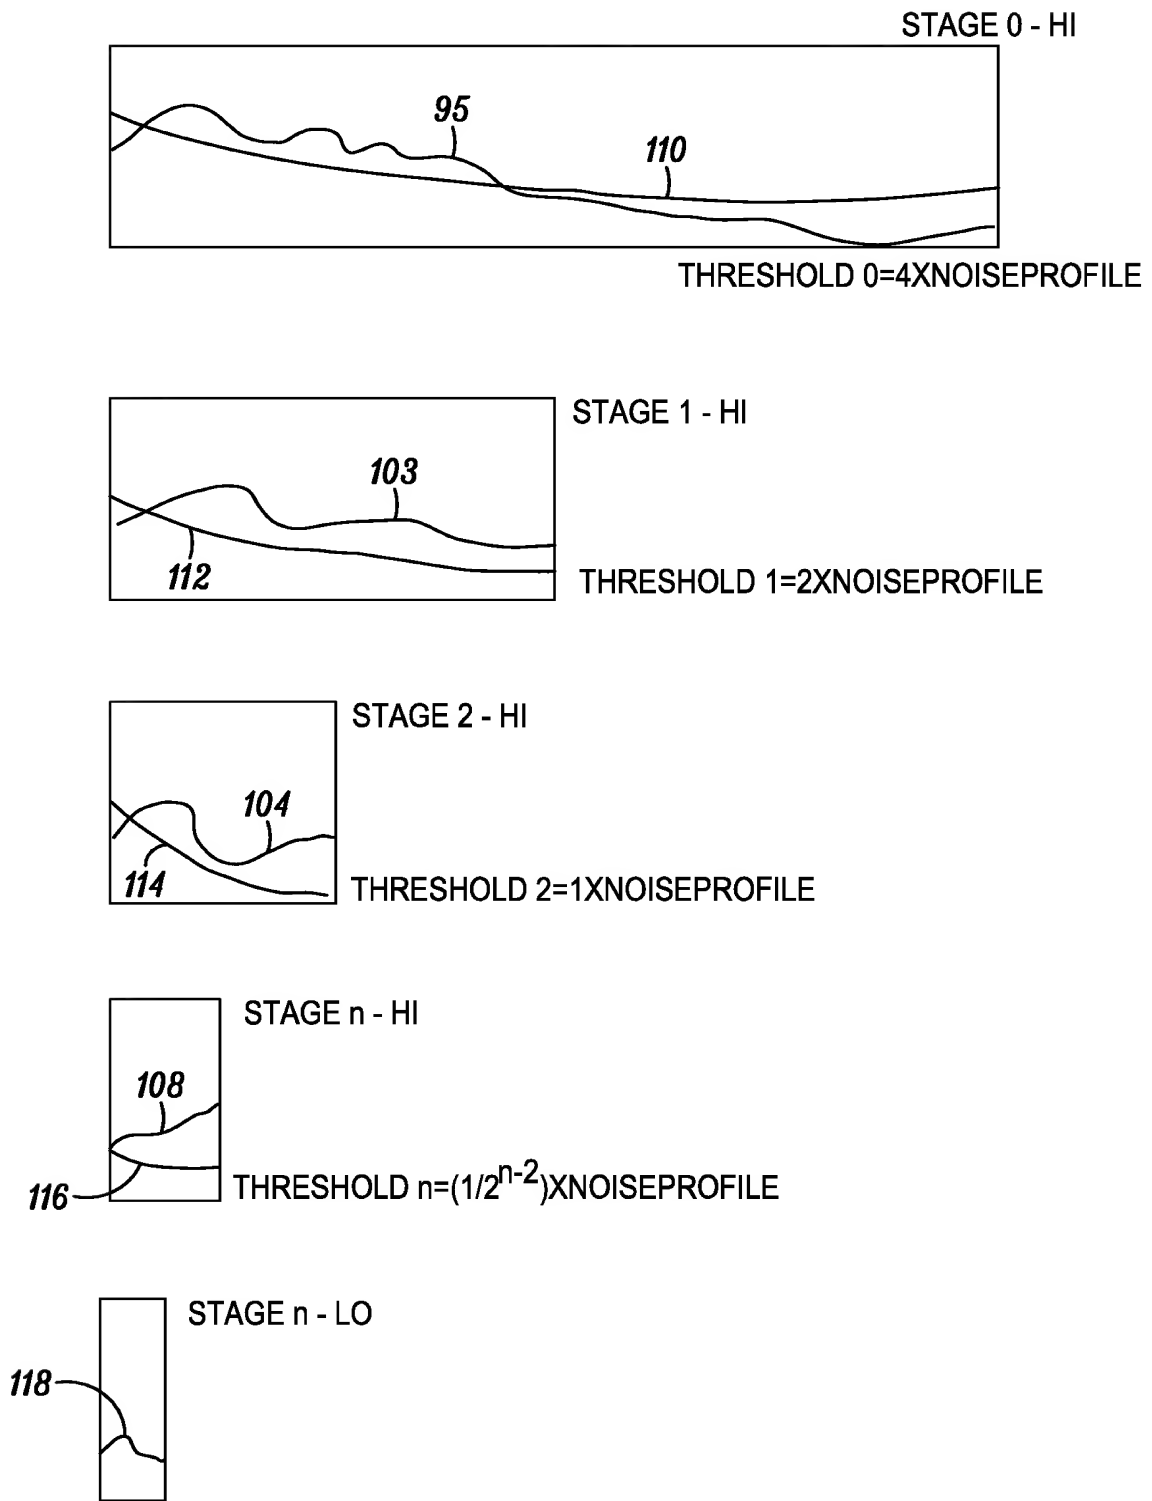 STAGE 0 - HI
95
110
THRESHOLD 0=4XNOISEPROFILE
STAGE 1 - HI
103
112
THRESHOLD 1=2XNOISEPROFILE
STAGE 2 - HI
104
114
THRESHOLD 2=1XNOISEPROFILE
STAGE n - HI
108
116
THRESHOLD n=(1/2^n-2)XNOISEPROFILE
STAGE n - LO
118